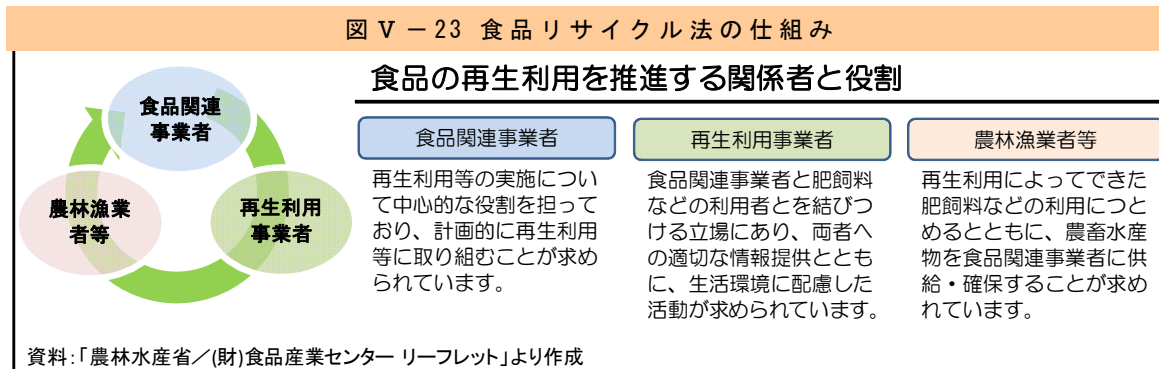 図Ⅴ-23 食品リサイクル法の仕組み
食品の再生利用を推進する関係者と役割
食品関連
事業者
農林漁業
者等
再生利用
事業者
食品関連事業者
再生利用等の実施につい
て中心的な役割を担って
おり、計画的に再生利用
等に取り組むことが求め
られています。
再生利用事業者
食品関連事業者と肥飼料
などの利用者とを結びつ
ける立場にあり、両者へ
の適切な情報提供ととも
に、生活環境に配慮した
活動が求められています。
農林漁業者等
再生利用によってできた
肥飼料などの利用につと
めるとともに、農畜水産
物を食品関連事業者に供
給・確保することが求め
れています。
資料:「農林水産省/(財)食品産業センター リーフレット」より作成